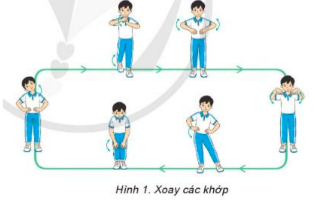 Hình 1. Xoay các khớp